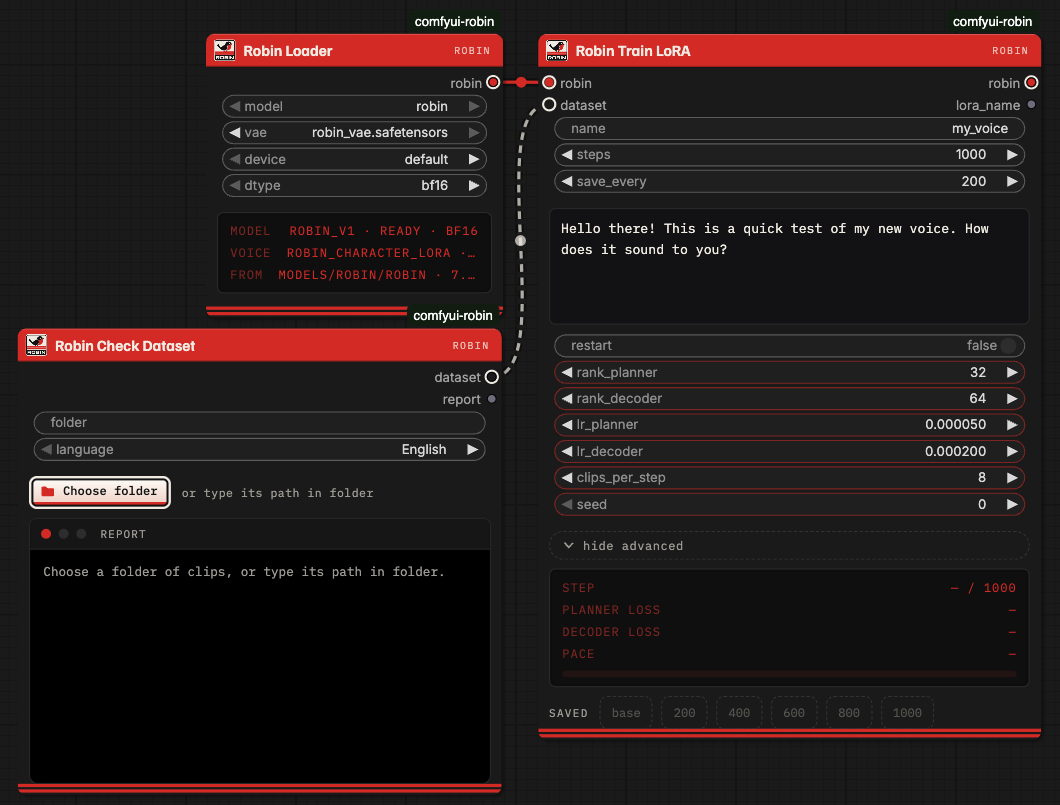 comfyui-robin
Robin Loader ROBIN
robin
model robin
vae robin_vae.safetensors
device default
dtype bf16
MODEL ROBIN_V1 · READY · BF16
VOICE ROBIN_CHARACTER_LORA ·…
FROM MODELS/ROBIN/ROBIN · 7.…
comfyui-robin
Robin Check Dataset ROBIN
dataset
report
folder
language English
Choose folder or type its path in folder
REPORT
Choose a folder of clips, or type its path in folder.
comfyui-robin
Robin Train LoRA ROBIN
robin robin
dataset lora_name
name my_voice
steps 1000
save_every 200
Hello there! This is a quick test of my new voice. How
does it sound to you?
restart false
rank_planner 32
rank_decoder 64
lr_planner 0.000050
lr_decoder 0.000200
clips_per_step 8
seed 0
hide advanced
STEP – / 1000
PLANNER LOSS –
DECODER LOSS –
PACE –
SAVED base 200 400 600 800 1000